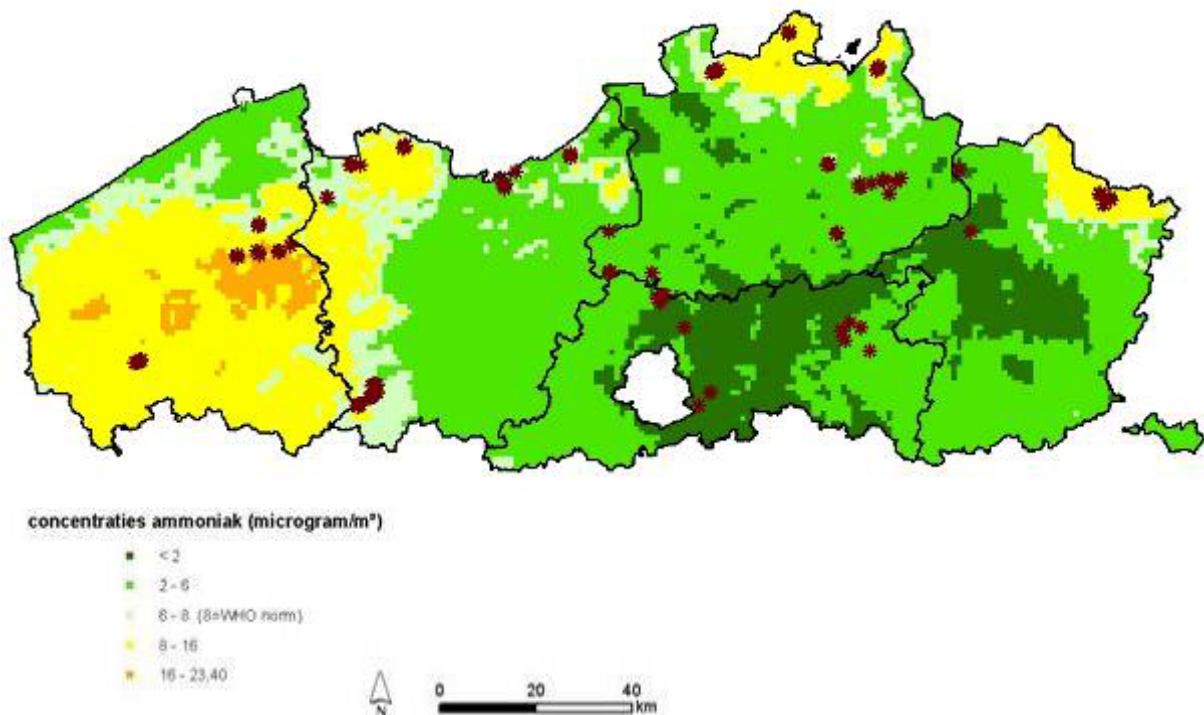 concentraties ammoniak (microgram/m³)
< 2
2 - 6
6 - 8 (8=WHO norm)
8 - 16
16 - 23,40
N
0 20 40
km